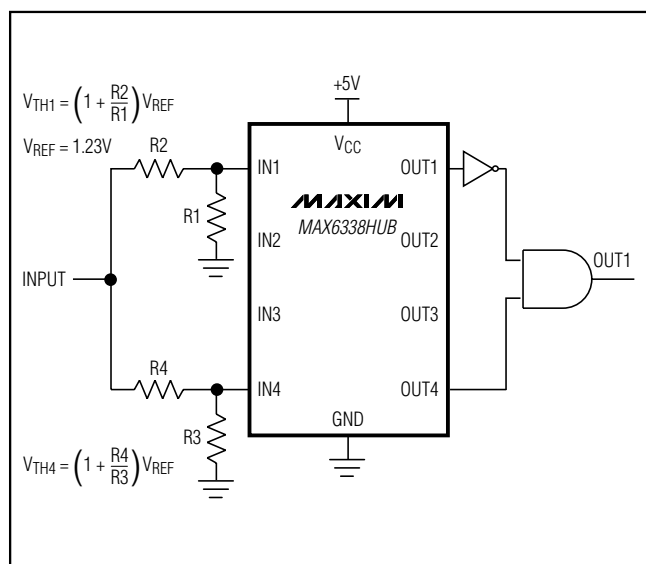 +5V
V_TH1 = (1 + R2/R1) V_REF
V_REF = 1.23V
R2
VCC
IN1
OUT1
R1
MAXIM
MAX6338HUB
IN2
OUT2
INPUT
OUT1
IN3
OUT3
R4
IN4
OUT4
GND
R3
V_TH4 = (1 + R4/R3) V_REF